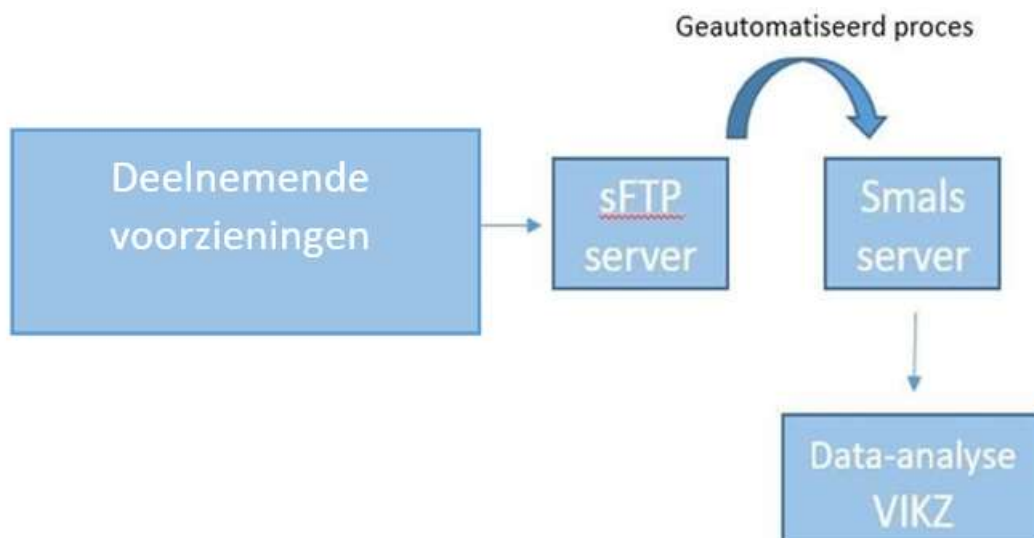 Geautomatiseerd proces
Deelnemende
voorzieningen
sFTP
server
Smals
server
Data-analyse
VIKZ